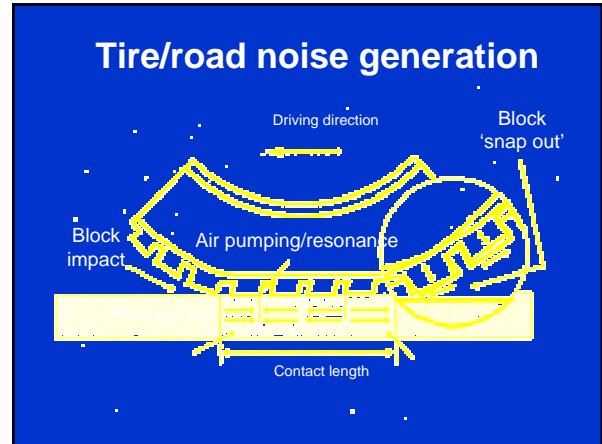 Tire/road noise generation
Driving direction
Block
‘snap out’
Block
impact
Air pumping/resonance
Contact length